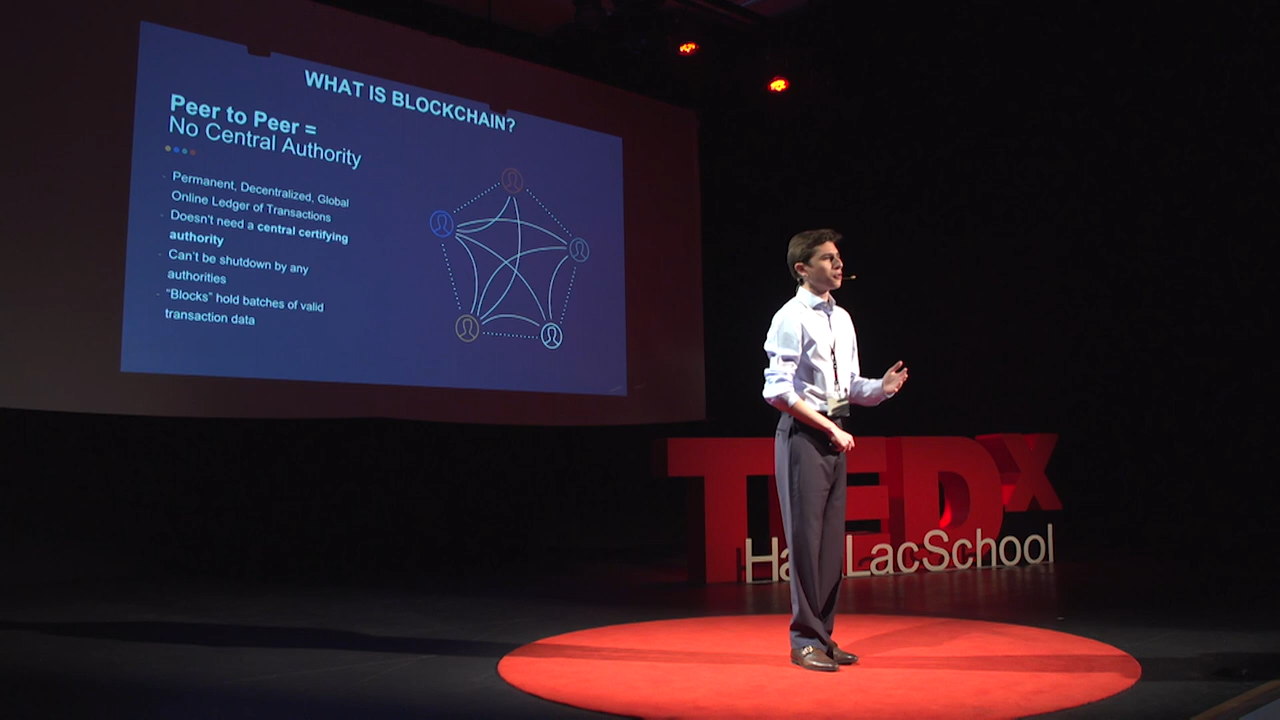 WHAT IS BLOCKCHAIN?
Peer to Peer =
No Central Authority
Permanent, Decentralized, Global
Online Ledger of Transactions
Doesn't need a central certifying
authority
Can't be shutdown by any
authorities
"Blocks" hold batches of valid
transaction data
TEDx
LacSchool